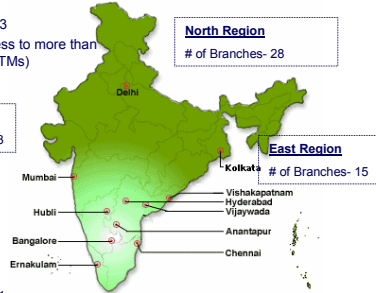 3
ess to more than
TMs)
North Region
# of Branches- 28
Delhi
3
Kolkata
East Region
# of Branches- 15
Mumbai
Vishakapatnam
Hyderabad
Vijaywada
Hubli
Anantapur
Bangalore
Chennai
Ernakulam